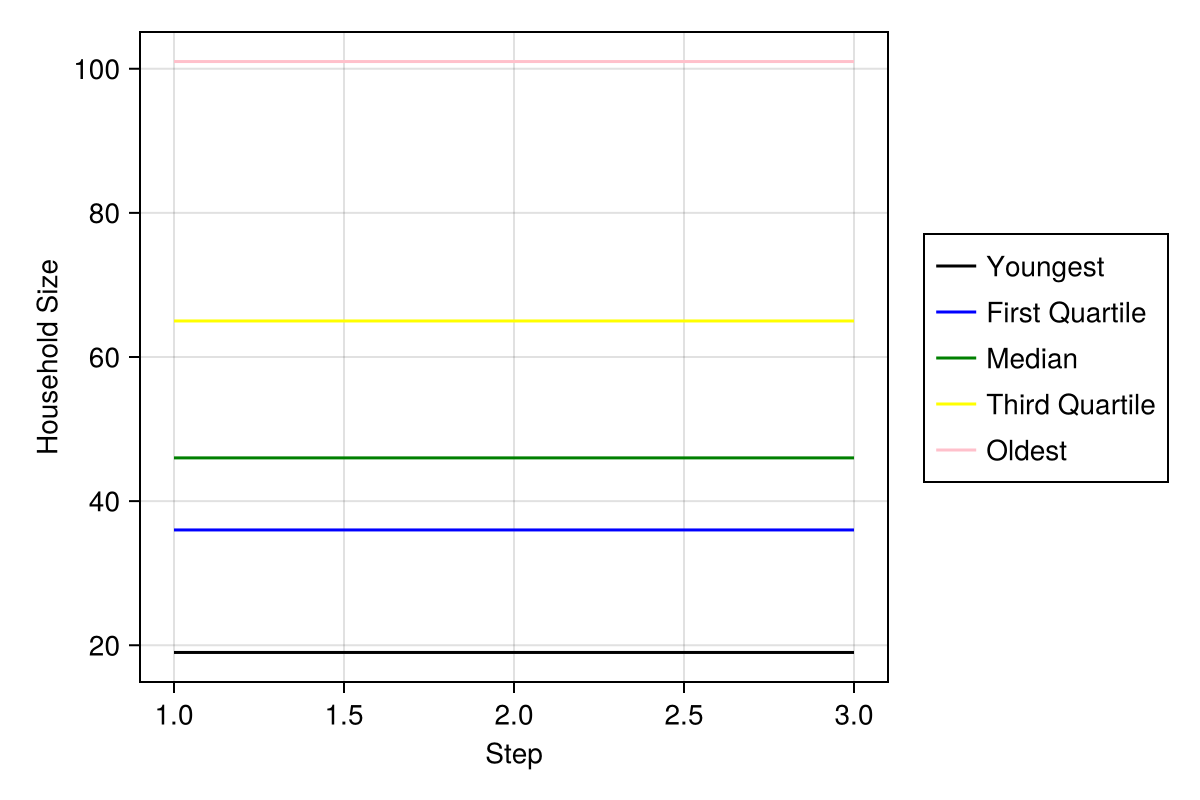 100
80
60
40
20
Household Size
1.0 1.5 2.0 2.5 3.0
Step
Youngest
First Quartile
Median
Third Quartile
Oldest